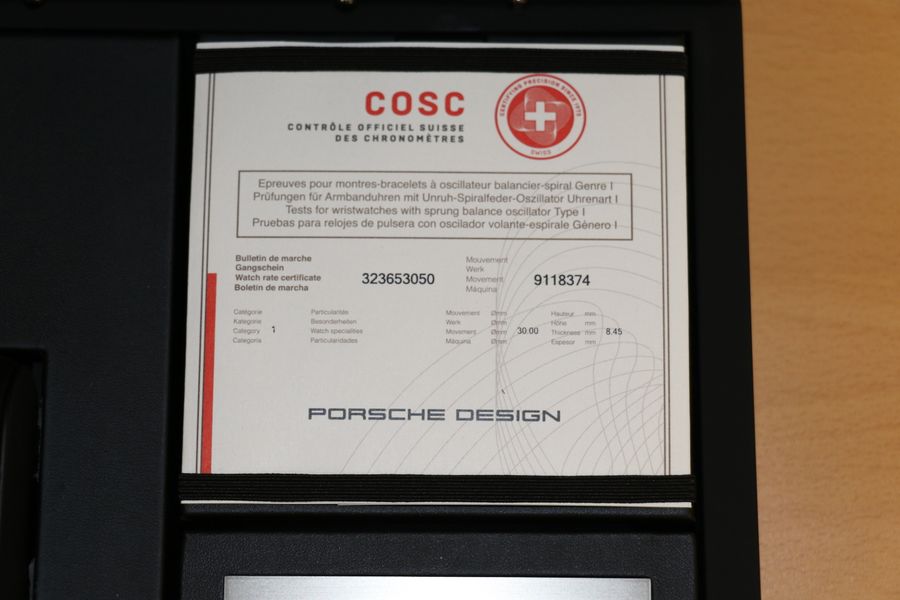 COSC
CONTRÔLE OFFICIEL SUISSE
DES CHRONOMÈTRES
CERTIFYING PRECISION SINCE 1973
SWISS
Epreuves pour montres-bracelets à oscillateur balancier-spiral Genre I
Prüfungen für Armbanduhren mit Unruh-Spiralfeder-Oszillator Uhrenart I
Tests for wristwatches with sprung balance oscillator Type I
Pruebas para relojes de pulsera con oscilador volante-espirale Género I
Bulletin de marche
Gangschein
Watch rate certificate 323653050
Boletín de marcha
Mouvement
Werk
Movement 9118374
Máquina
Catégorie Particularités Mouvement Ømm Hauteur mm
Kategorie Besonderheiten Werk Ømm Höhe mm
Category 1 Watch specialities Movement Ømm 30.00 Thickness mm 8.45
Categoria Particularidades Máquina Ømm Espesor mm
PORSCHE DESIGN